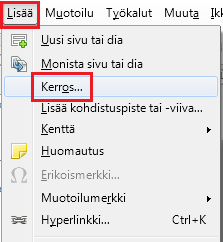 Lisää Muotoilu Työkalut Muuta
Uusi sivu tai dia
Monista sivu tai dia
Kerros...
Lisää kohdistuspiste tai -viiva...
Kenttä
Huomautus
Erikoismerkki...
Muotoilumerkki
Hyperlinkki... Ctrl+K